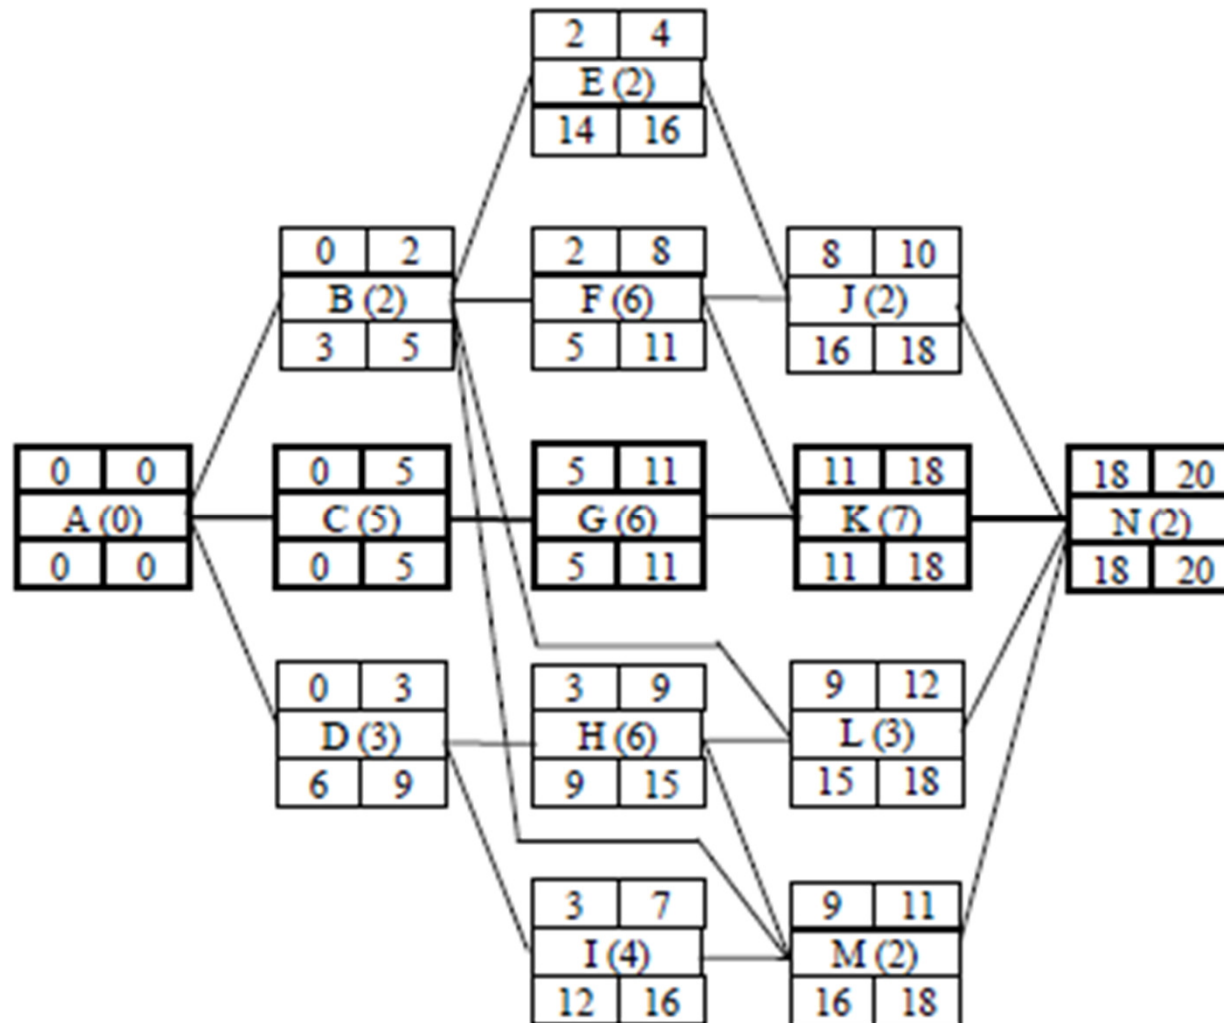 2 4
E (2)
14 16
0 2
B (2)
3 5
2 8
F (6)
5 11
8 10
J (2)
16 18
0 0
A (0)
0 0
0 5
C (5)
0 5
5 11
G (6)
5 11
11 18
K (7)
11 18
18 20
N (2)
18 20
0 3
D (3)
6 9
3 9
H (6)
9 15
9 12
L (3)
15 18
3 7
I (4)
12 16
9 11
M (2)
16 18